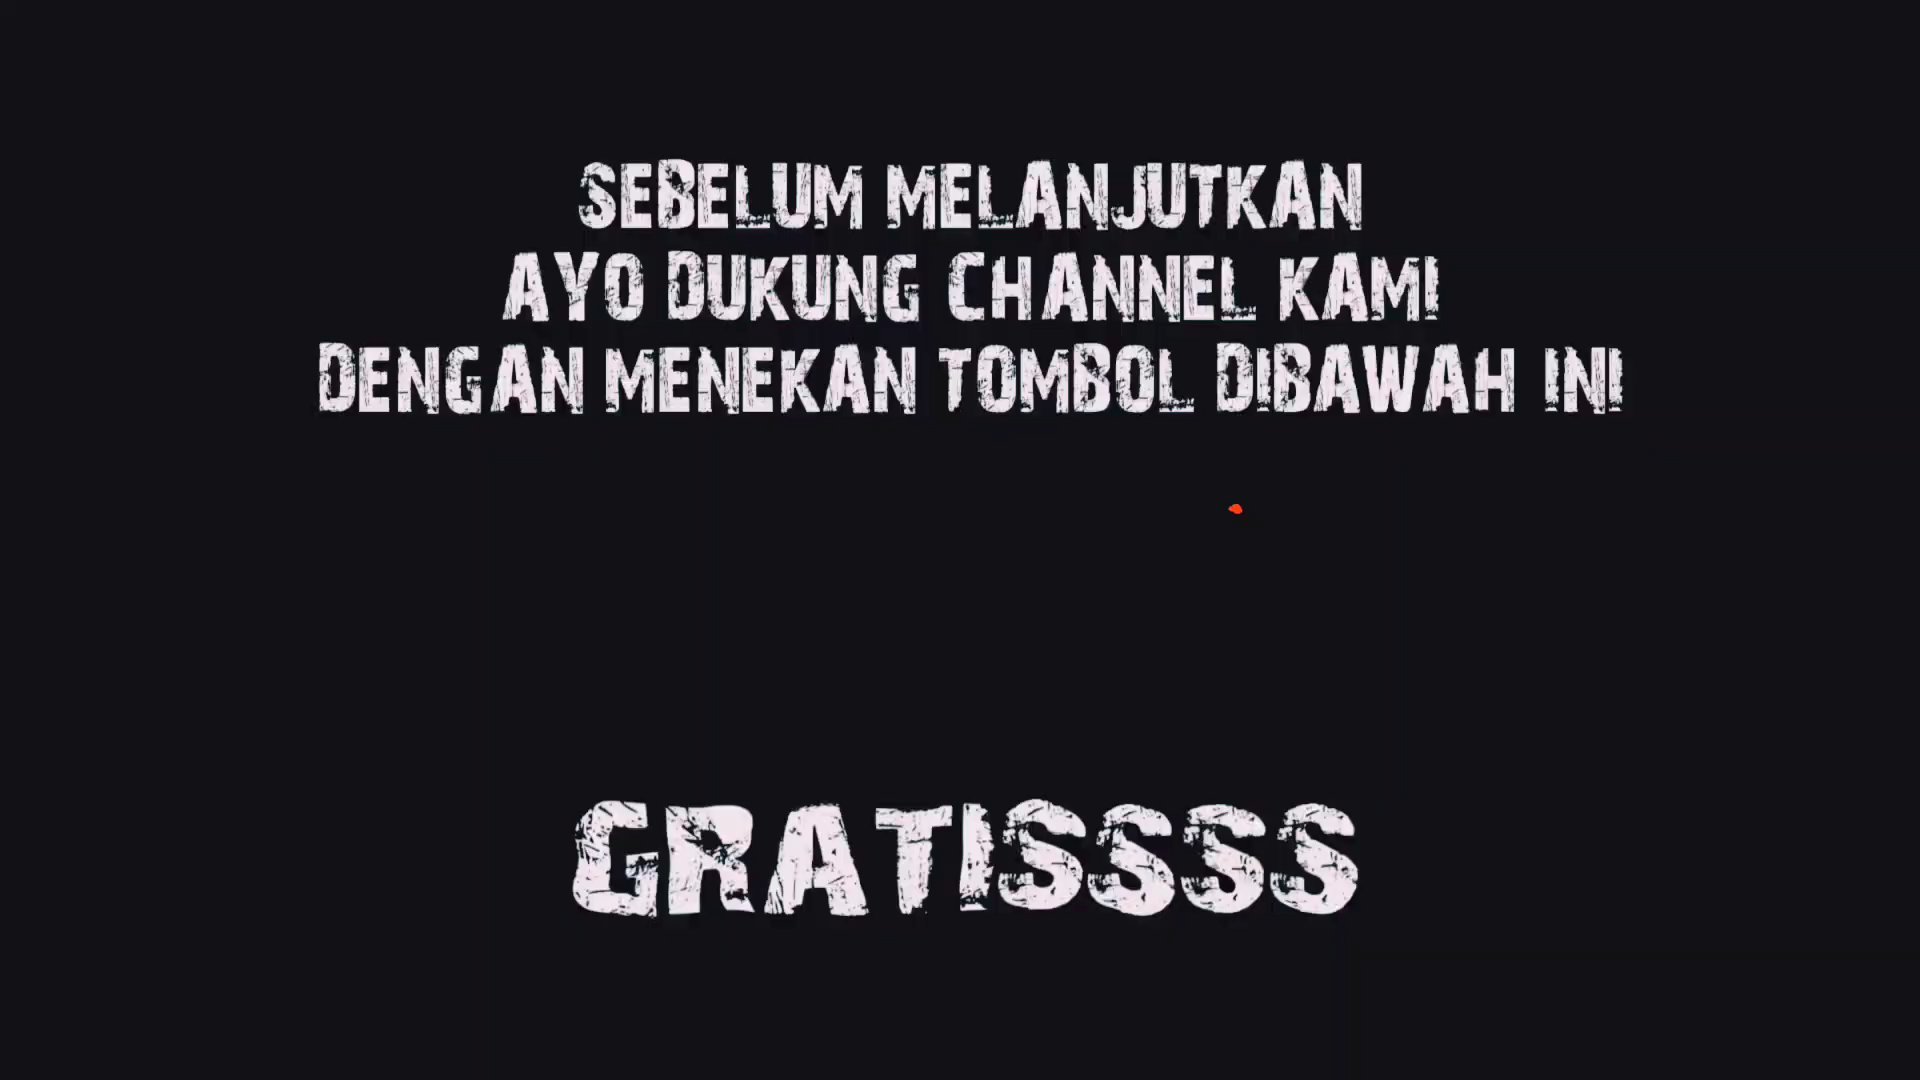 SEBELUM MELANJUTKAN
AYO DUKUNG CHANNEL KAMI
DENGAN MENEKAN TOMBOL DIBAWAH INI
GRATISSSS